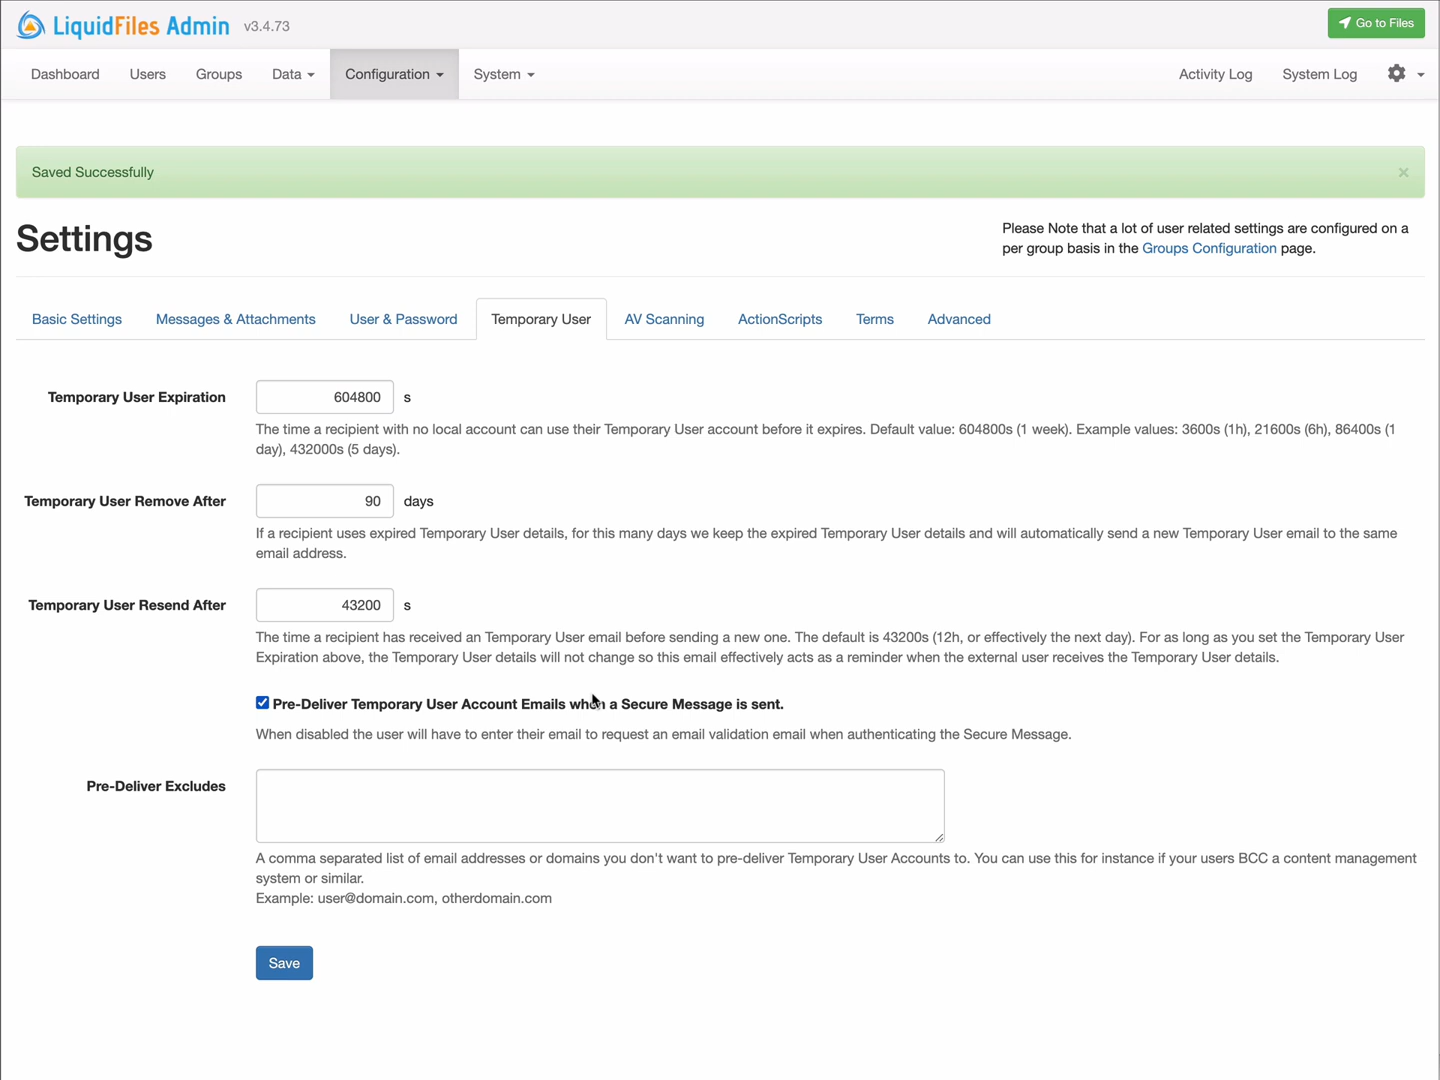 LiquidFiles Admin v3.4.73
Go to Files
Dashboard Users Groups Data Configuration System Activity Log System Log
Saved Successfully ×
Settings
Please Note that a lot of user related settings are configured on a
per group basis in the Groups Configuration page.
Basic Settings Messages & Attachments User & Password Temporary User AV Scanning ActionScripts Terms Advanced
Temporary User Expiration 604800 s
The time a recipient with no local account can use their Temporary User account before it expires. Default value: 604800s (1 week). Example values: 3600s (1h), 21600s (6h), 86400s (1
day), 432000s (5 days).
Temporary User Remove After 90 days
If a recipient uses expired Temporary User details, for this many days we keep the expired Temporary User details and will automatically send a new Temporary User email to the same
email address.
Temporary User Resend After 43200 s
The time a recipient has received an Temporary User email before sending a new one. The default is 43200s (12h, or effectively the next day). For as long as you set the Temporary User
Expiration above, the Temporary User details will not change so this email effectively acts as a reminder when the external user receives the Temporary User details.
Pre-Deliver Temporary User Account Emails when a Secure Message is sent.
When disabled the user will have to enter their email to request an email validation email when authenticating the Secure Message.
Pre-Deliver Excludes
A comma separated list of email addresses or domains you don't want to pre-deliver Temporary User Accounts to. You can use this for instance if your users BCC a content management
system or similar.
Example: user@domain.com, otherdomain.com
Save